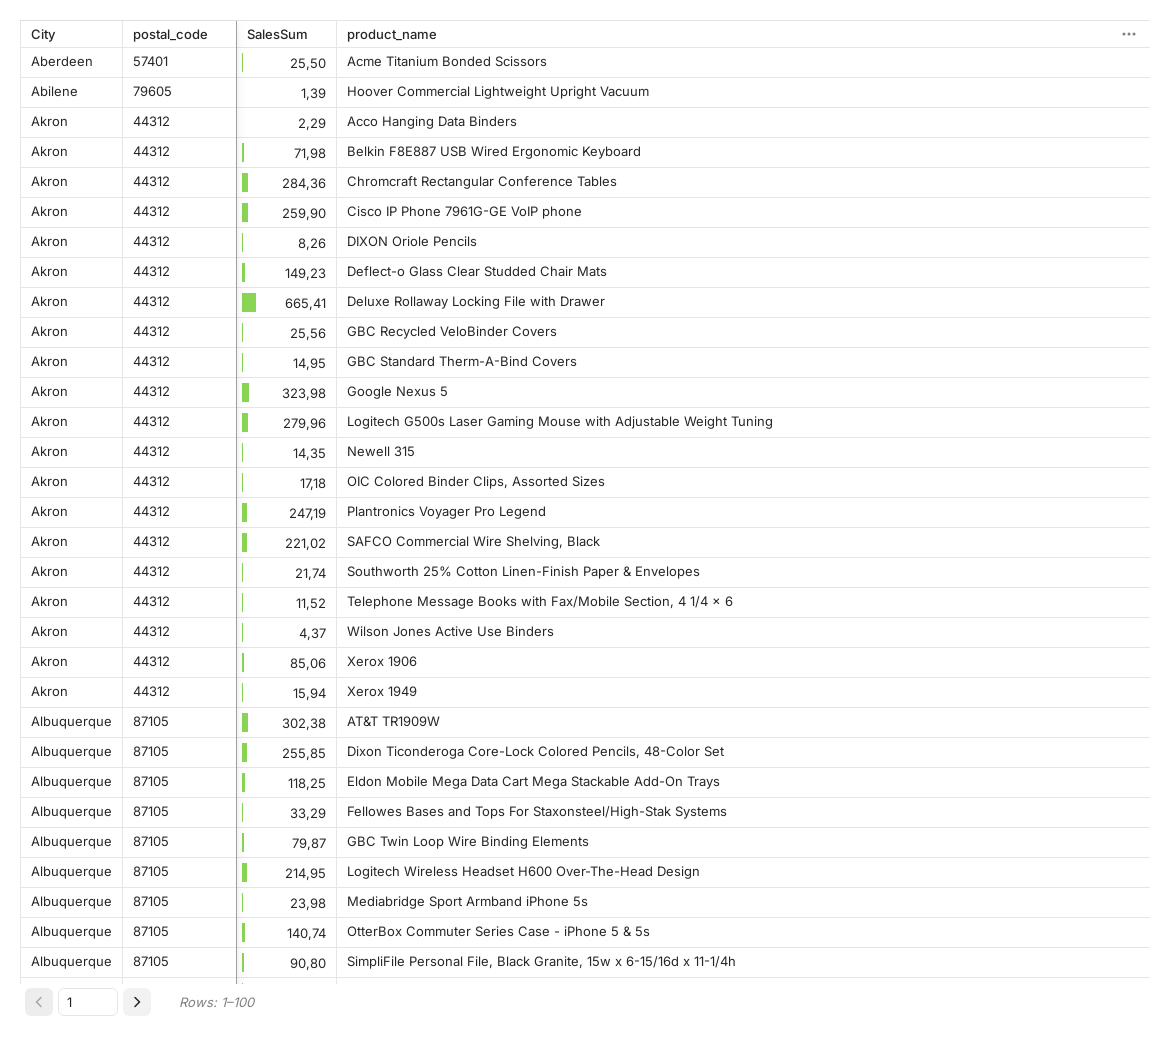 City postal_code SalesSum product_name
Aberdeen 57401 25,50 Acme Titanium Bonded Scissors
Abilene 79605 1,39 Hoover Commercial Lightweight Upright Vacuum
Akron 44312 2,29 Acco Hanging Data Binders
Akron 44312 71,98 Belkin F8E887 USB Wired Ergonomic Keyboard
Akron 44312 284,36 Chromcraft Rectangular Conference Tables
Akron 44312 259,90 Cisco IP Phone 7961G-GE VoIP phone
Akron 44312 8,26 DIXON Oriole Pencils
Akron 44312 149,23 Deflect-o Glass Clear Studded Chair Mats
Akron 44312 665,41 Deluxe Rollaway Locking File with Drawer
Akron 44312 25,56 GBC Recycled VeloBinder Covers
Akron 44312 14,95 GBC Standard Therm-A-Bind Covers
Akron 44312 323,98 Google Nexus 5
Akron 44312 279,96 Logitech G500s Laser Gaming Mouse with Adjustable Weight Tuning
Akron 44312 14,35 Newell 315
Akron 44312 17,18 OIC Colored Binder Clips, Assorted Sizes
Akron 44312 247,19 Plantronics Voyager Pro Legend
Akron 44312 221,02 SAFCO Commercial Wire Shelving, Black
Akron 44312 21,74 Southworth 25% Cotton Linen-Finish Paper & Envelopes
Akron 44312 11,52 Telephone Message Books with Fax/Mobile Section, 4 1/4 × 6
Akron 44312 4,37 Wilson Jones Active Use Binders
Akron 44312 85,06 Xerox 1906
Akron 44312 15,94 Xerox 1949
Albuquerque 87105 302,38 AT&T TR1909W
Albuquerque 87105 255,85 Dixon Ticonderoga Core-Lock Colored Pencils, 48-Color Set
Albuquerque 87105 118,25 Eldon Mobile Mega Data Cart Mega Stackable Add-On Trays
Albuquerque 87105 33,29 Fellowes Bases and Tops For Staxonsteel/High-Stak Systems
Albuquerque 87105 79,87 GBC Twin Loop Wire Binding Elements
Albuquerque 87105 214,95 Logitech Wireless Headset H600 Over-The-Head Design
Albuquerque 87105 23,98 Mediabridge Sport Armband iPhone 5s
Albuquerque 87105 140,74 OtterBox Commuter Series Case - iPhone 5 & 5s
Albuquerque 87105 90,80 SimpliFile Personal File, Black Granite, 15w x 6-15/16d x 11-1/4h
1 Rows: 1–100